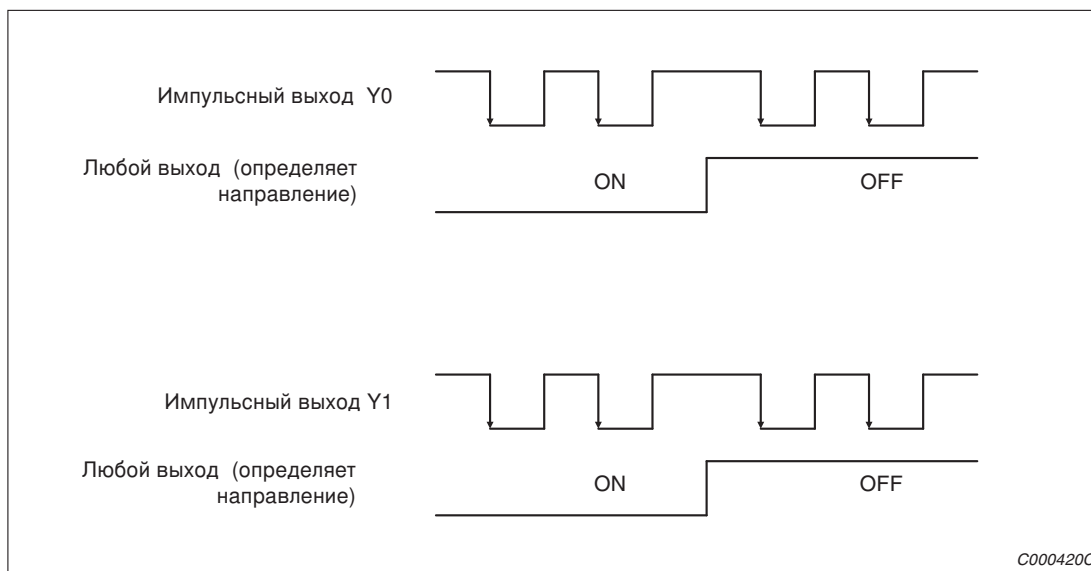 Импульсный выход Y0
Любой выход (определяет
направление)
ON
OFF
Импульсный выход Y1
Любой выход (определяет
направление)
ON
OFF
C000420C